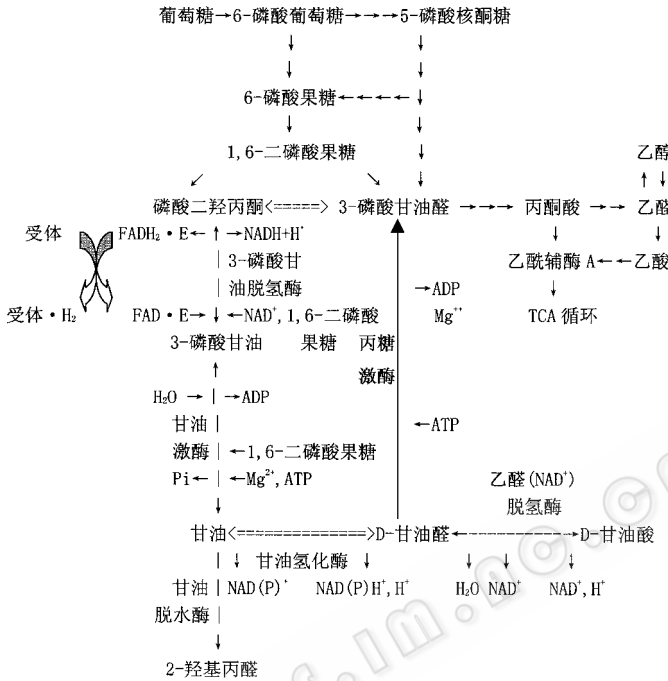 葡萄糖→6-磷酸葡萄糖→→→5-磷酸核酮糖
6-磷酸果糖←←←←
1,6-二磷酸果糖 乙醇
磷酸二羟丙酮<=====> 3-磷酸甘油醛→→→ 丙酮酸 →→ 乙醛
受体 FADH₂·E← →NADH+H⁺
3-磷酸甘 乙酰辅酶 A←←乙酸
油脱氢酶 →ADP
受体·H₂ FAD·E→ ←NAD⁺,1,6-二磷酸 Mg⁺⁺ TCA 循环
3-磷酸甘油 果糖 丙糖
激酶
H₂O → →ADP
甘油 ←ATP
激酶 ←1,6-二磷酸果糖
Pi← ←Mg²⁺,ATP 乙醛(NAD⁺)
脱氢酶
甘油<=============>D-甘油醛 D-甘油酸
甘油氢化酶
甘油 NAD(P)⁺ NAD(P)H⁺,H⁺ H₂O NAD⁺ NAD⁺,H⁺
脱水酶
2-羟基丙醛